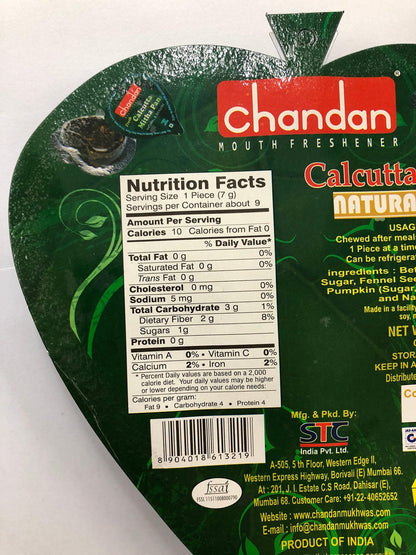 chandan
Calcutta
Mitha Pan
chandan
MOUTH FRESHENER
Calcutta
NATURA
USAG
Chewed after meal
1 Piece at a time
Can be refrigerat
ingredients : Bet
Sugar, Fennel See
Pumpkin (Sugar,
and Na
Made in a facility
soy, p
NET W
STORA
KEEP IN A
Distribute
Co
Nutrition Facts
Serving Size 1 Piece (7 g)
Servings per Container about 9
Amount Per Serving
Calories 10 Calories from Fat 0
% Daily Value*
Total Fat 0 g 0%
Saturated Fat 0 g 0%
Trans Fat 0 g
Cholesterol 0 mg 0%
Sodium 5 mg 0%
Total Carbohydrate 3 g 1%
Dietary Fiber 2 g 8%
Sugars 1g
Protein 0 g
Vitamin A 0% • Vitamin C 0%
Calcium 2% • Iron 2%
* Percent Daily values are based on a 2,000
calorie diet. Your daily values may be higher
or lower depending on your calorie needs:
Calories per gram:
Fat 9 • Carbohydrate 4 • Protein 4
8 904018 613219
fssai
Mfg. & Pkd. By:
STC
India Pvt. Ltd.
A-505, 5 th Floor, Western Edge II,
Western Express Highway, Borivali (E) Mumbai 66.
At : 201, J. I. Estate C.S Road, Dahisar (E),
Mumbai 68. Customer Care: +91-22-40652652
Website : www.chandanmukhwas.com
E-mail : info@chandanmukhwas.com
PRODUCT OF INDIA